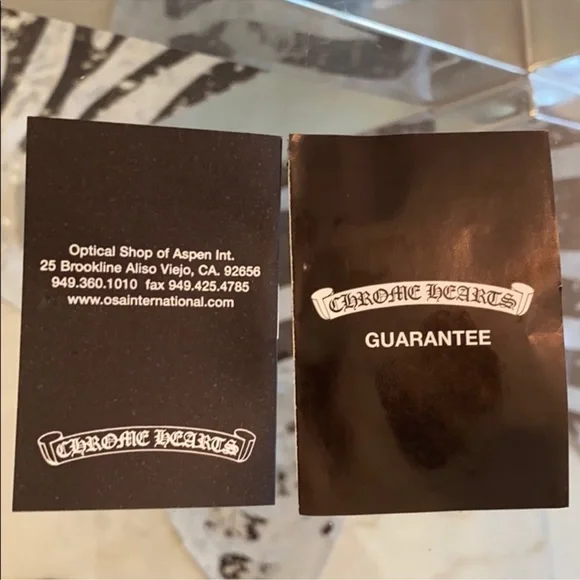 Optical Shop of Aspen Int.
25 Brookline Aliso Viejo, CA. 92656
949.360.1010 fax 949.425.4785
www.osainternational.com
CHROME HEARTS
CHROME HEARTS
GUARANTEE